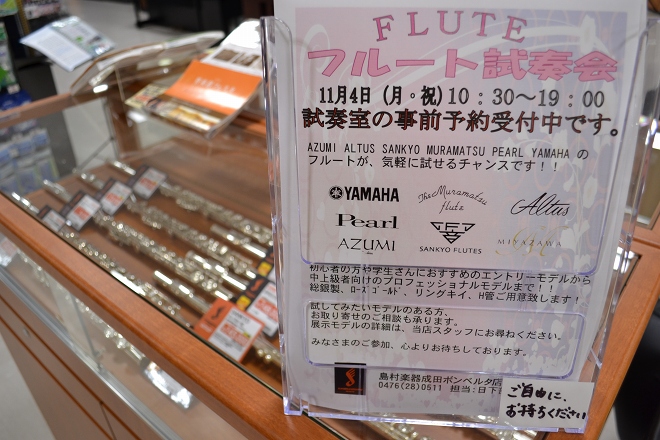 FLUTE
フルート試奏会
11月4日(月・祝)10:30～19:00
試奏室の事前予約受付中です。
AZUMI ALTUS SANKYO MURAMATSU PEARL YAMAHA の
フルートが、気軽に試せるチャンスです!!
YAMAHA
The Muramatsu flute
Altus
Pearl
AZUMI
SANKYO FLUTES
MIYAZAWA
初心者の方や学生さんにおすすめのエントリーモデルから
中上級者向けのプロフェッショナルモデルまで!!
総銀製、ﾛｰｽﾞｺﾞｰﾙﾄﾞ、リングキイ、H管ご用意致します!
試してみたいモデルのある方、
お取り寄せのご相談も承ります。
展示モデルの詳細は、当店スタッフにお尋ねください。
みなさまのご参加、心よりお待ちしております。
島村楽器成田ボンベルタ店
0476(28)0511 担当:日下
ご自由に、
お持ちください